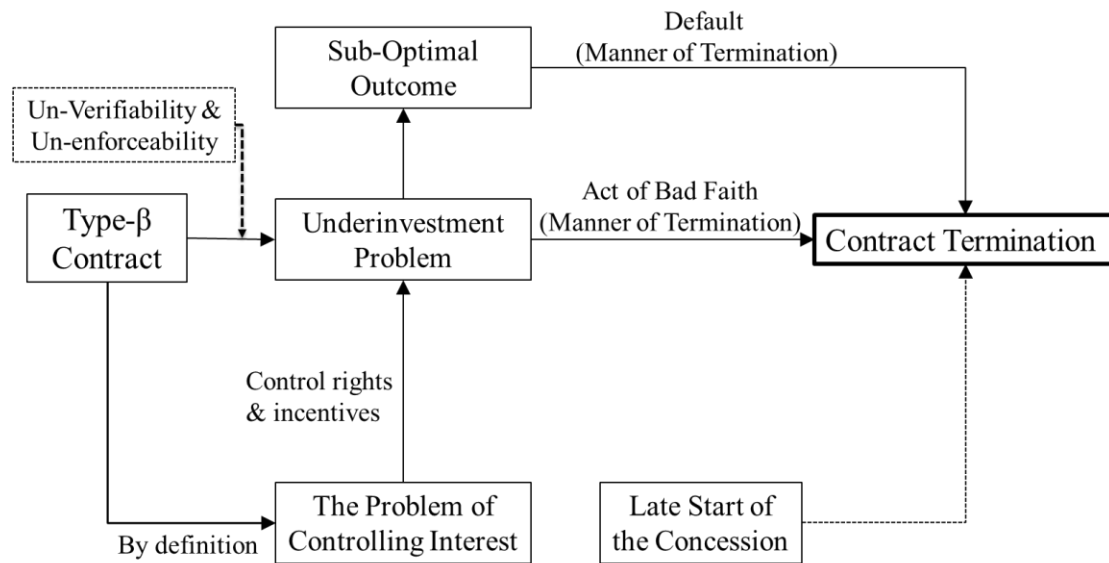 Default
(Manner of Termination)
Sub-Optimal
Outcome
Un-Verifiability &
Un-enforceability
Act of Bad Faith
(Manner of Termination)
Type-β
Contract
Underinvestment
Problem
Contract Termination
Control rights
& incentives
The Problem of
Controlling Interest
Late Start of
the Concession
By definition